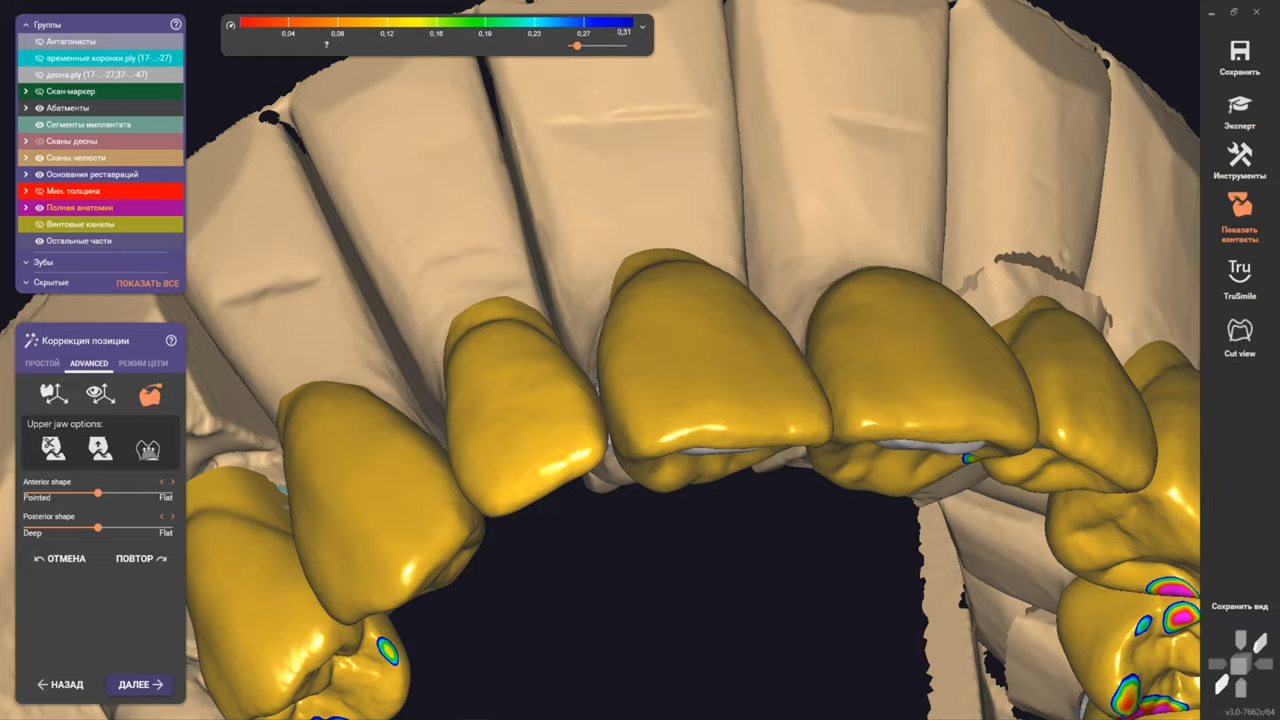 Группы
Антагонисты
временные коронки.ply (17-...-27)
десна.ply (17-...-27,37-...-47)
Скан-маркер
Абатменты
Сегменты имплантата
Сканы десны
Сканы челюсти
Основания реставраций
Мин. толщина
Полная анатомия
Винтовые каналы
Остальные части
Зубы
Скрытые ПОКАЗАТЬ ВСЕ
0,04 0,08 0,12 0,16 0,19 0,23 0,27 0,31
?
Коррекция позиции
ПРОСТОЙ ADVANCED РЕЖИМ ЦЕПИ
Upper jaw options:
Anterior shape
Pointed Flat
Posterior shape
Deep Flat
ОТМЕНА ПОВТОР
НАЗАД ДАЛЕЕ
Сохранить
Эксперт
Инструменты
Показать
контакты
Tru
TruSmile
Cut view
Сохранить вид
v3.0-7662r/64